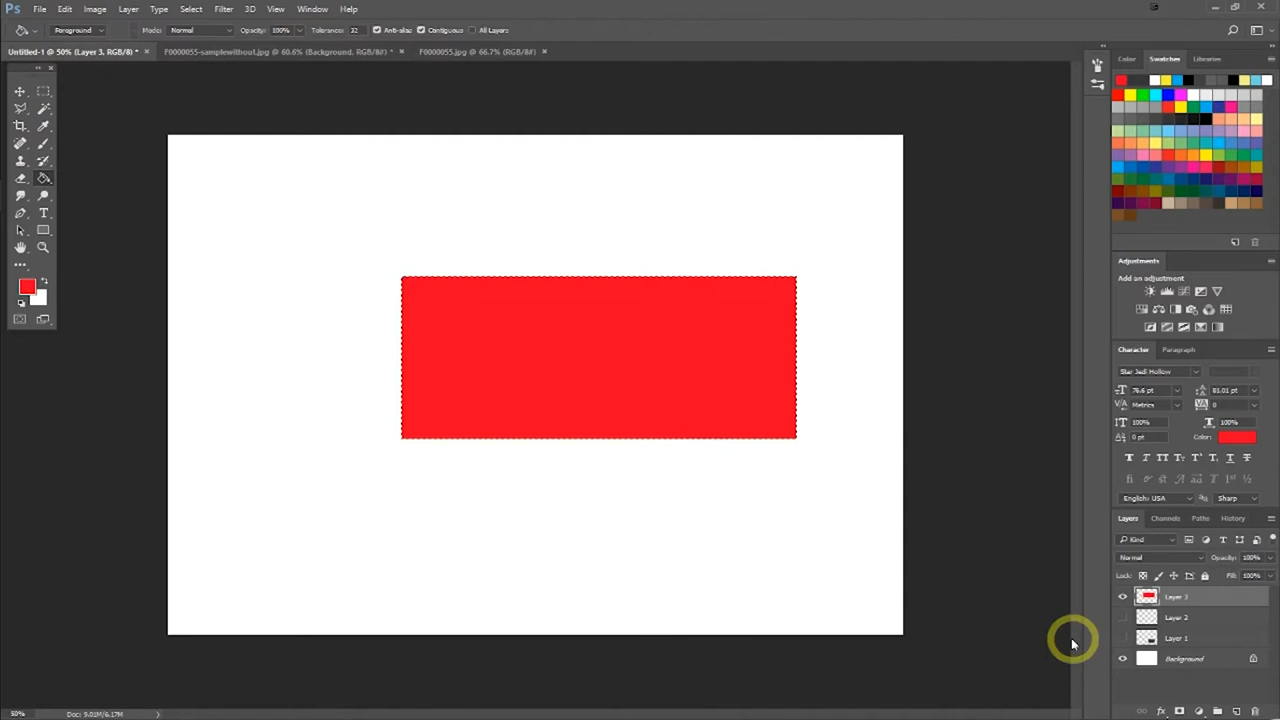 Ps File Edit Image Layer Type Select Filter 3D View Window Help
Foreground Mode: Normal Opacity: 100% Tolerance: 32 Anti-alias Contiguous All Layers
Untitled-1 @ 50% (Layer 3, RGB/8) * × F0000055-samplewithout.jpg @ 60.6% (Background, RGB/8#) * × F0000055.jpg @ 66.7% (RGB/8#) ×
Color Swatches Libraries
Adjustments
Add an adjustment
Character Paragraph
Star Jedi Hollow
76.6 pt 83.01 pt
Metrics 0
100% 100%
0 pt Color:
English: USA Sharp
Layers Channels Paths History
Kind
Normal Opacity: 100%
Lock: Fill: 100%
Layer 3
Layer 2
Layer 1
Background
50% Doc: 9.01M/6.17M